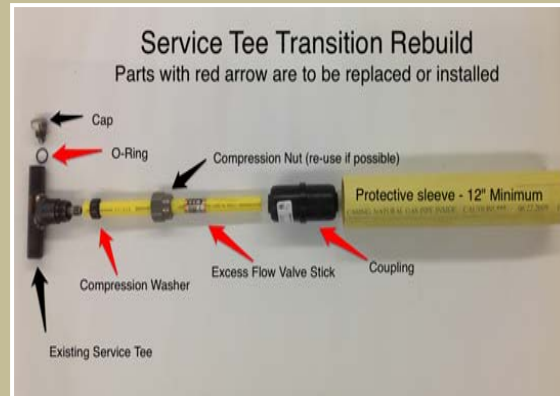 Service Tee Transition Rebuild
Parts with red arrow are to be replaced or installed
Cap
O-Ring
Compression Nut (re-use if possible)
Protective sleeve - 12" Minimum
Compression Washer
Excess Flow Valve Stick
Coupling
Existing Service Tee